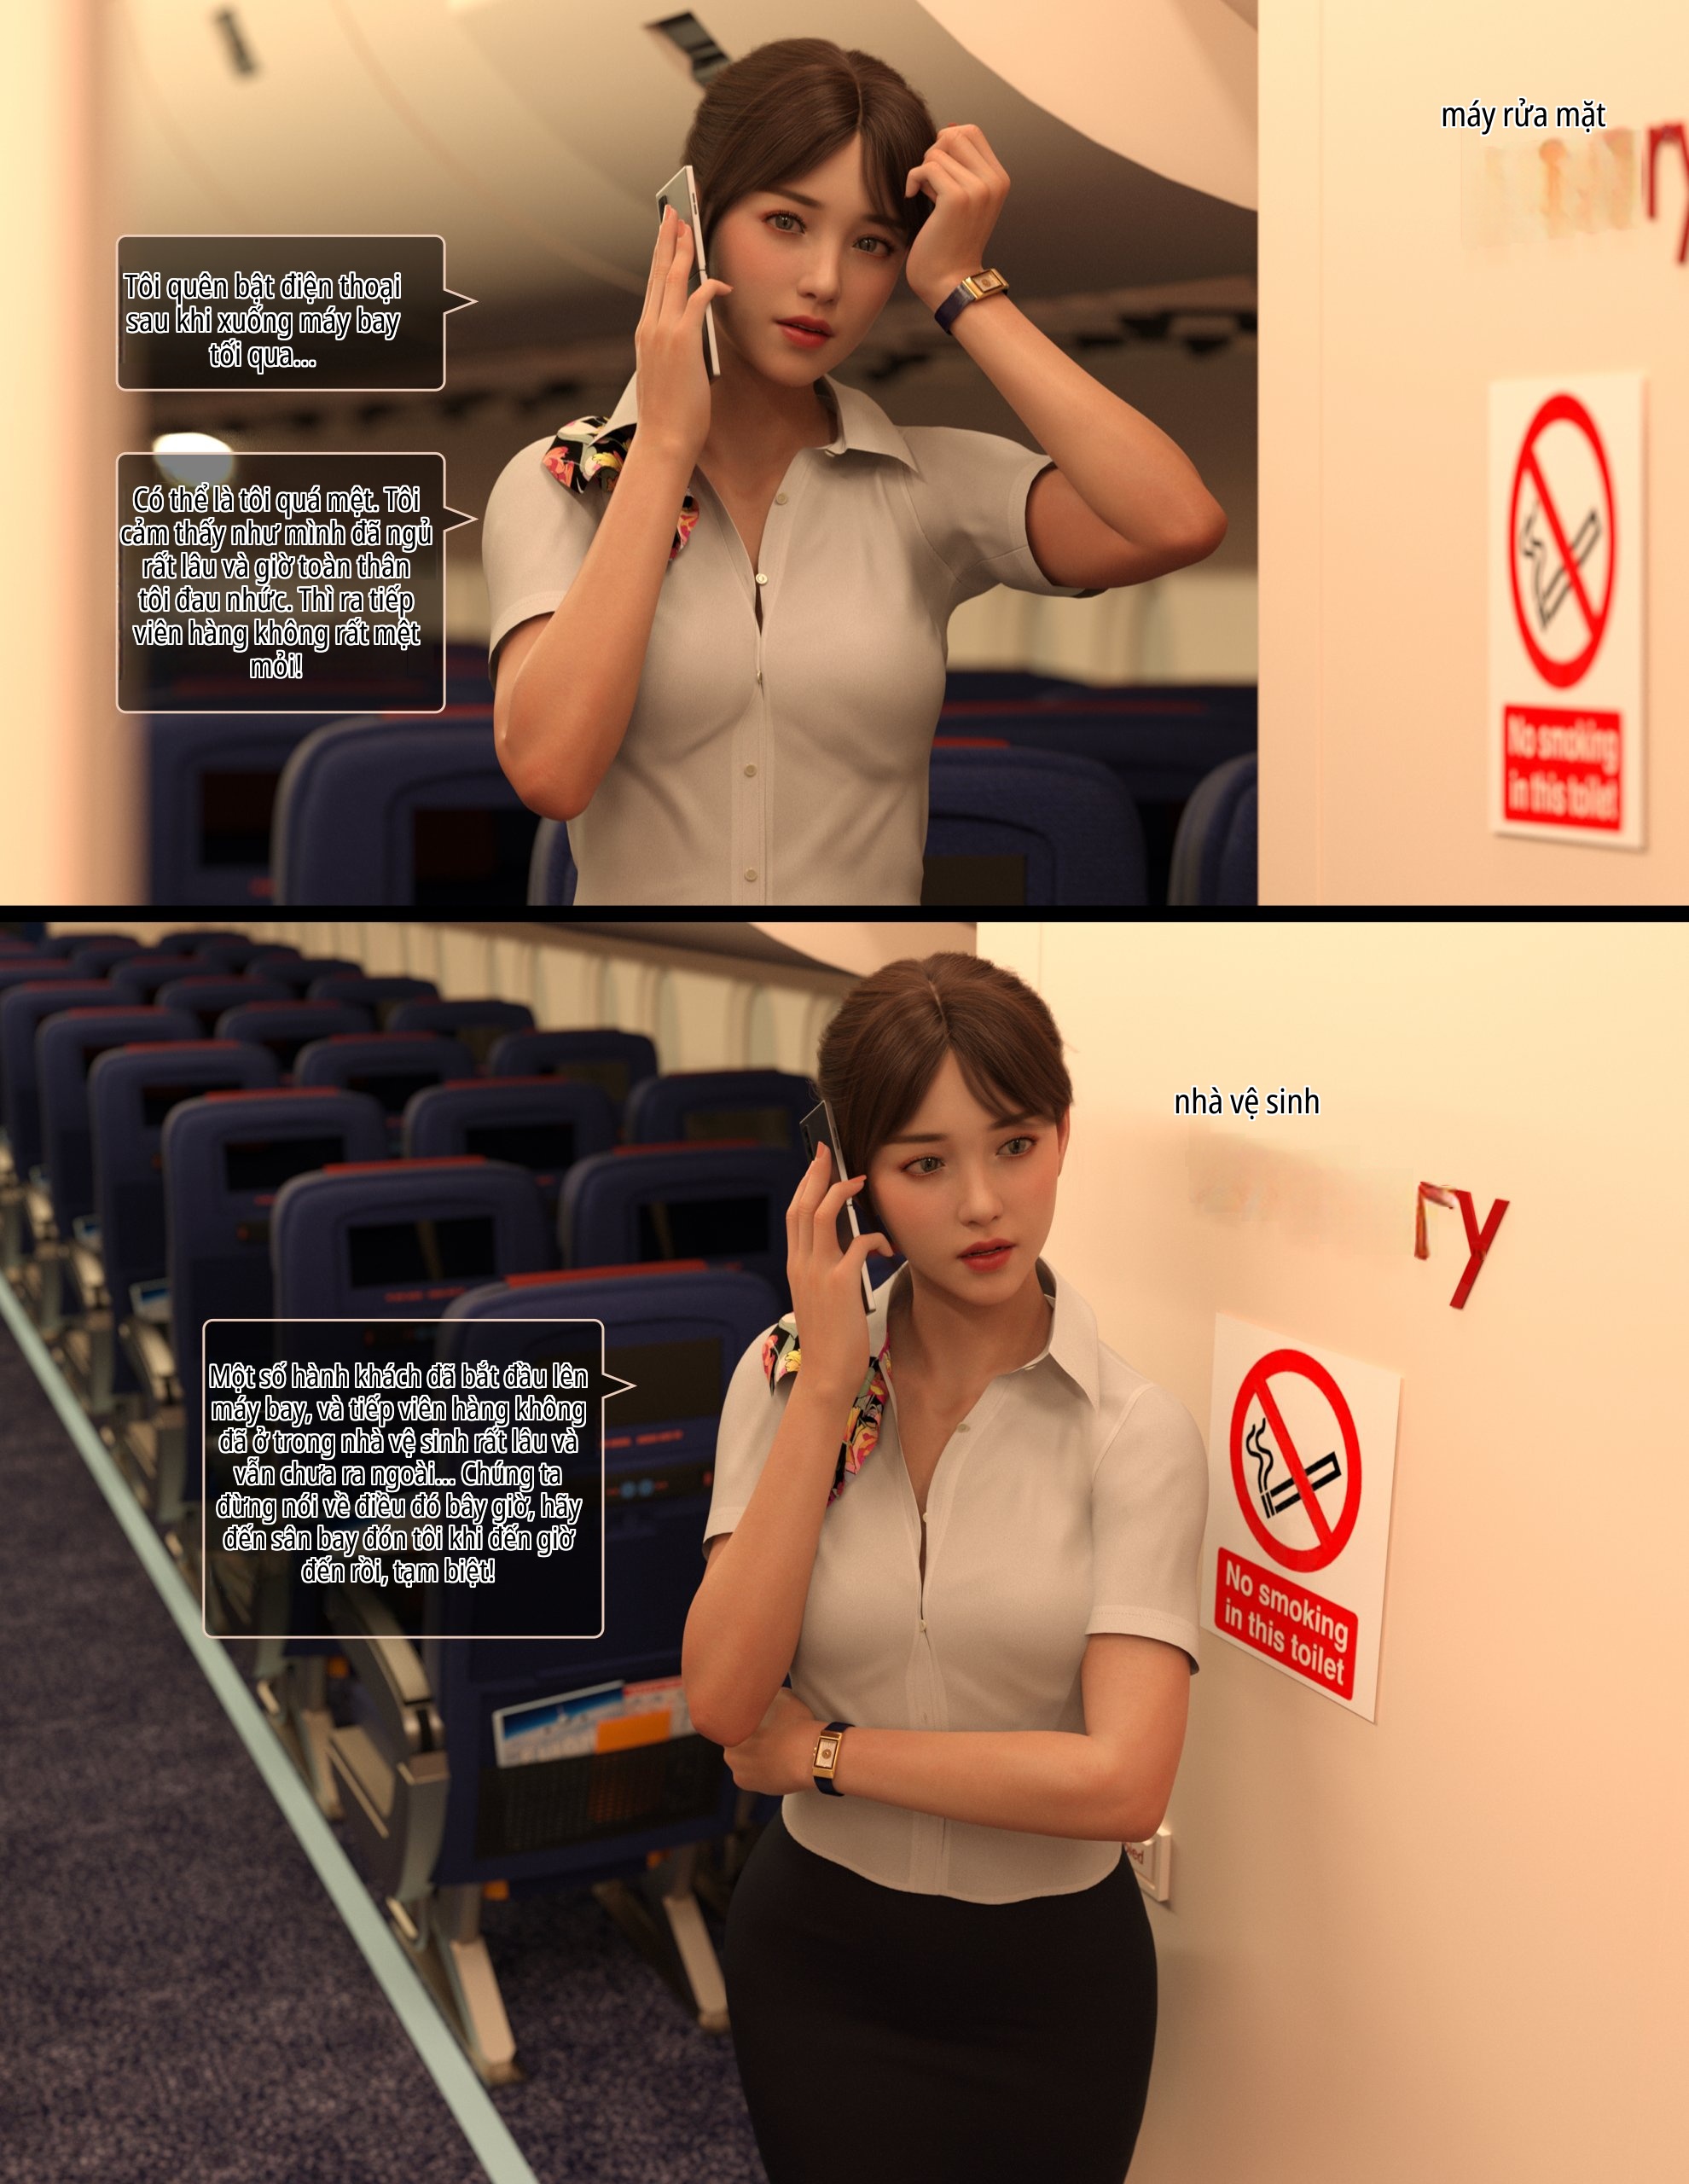 máy rửa mặt
ry
Tôi quên bật điện thoại
sau khi xuống máy bay
tối qua...
Có thể là tôi quá mệt. Tôi
cảm thấy như mình đã ngủ
rất lâu và giờ toàn thân
tôi đau nhức. Thì ra tiếp
viên hàng không rất mệt
mỏi!
No smoking
in this toilet
nhà vệ sinh
ry
Một số hành khách đã bắt đầu lên
máy bay, và tiếp viên hàng không
đã ở trong nhà vệ sinh rất lâu và
vẫn chưa ra ngoài... Chúng ta
đừng nói về điều đó bây giờ, hãy
đến sân bay đón tôi khi đến giờ
đến rồi, tạm biệt!
No smoking
in this toilet